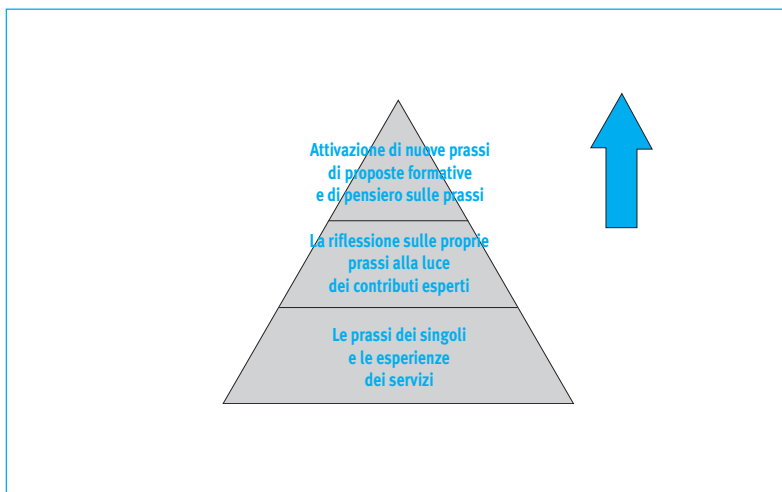 Attivazione di nuove prassi
di proposte formative
e di pensiero sulle prassi
La riflessione sulle proprie
prassi alla luce
dei contributi esperti
Le prassi dei singoli
e le esperienze
dei servizi